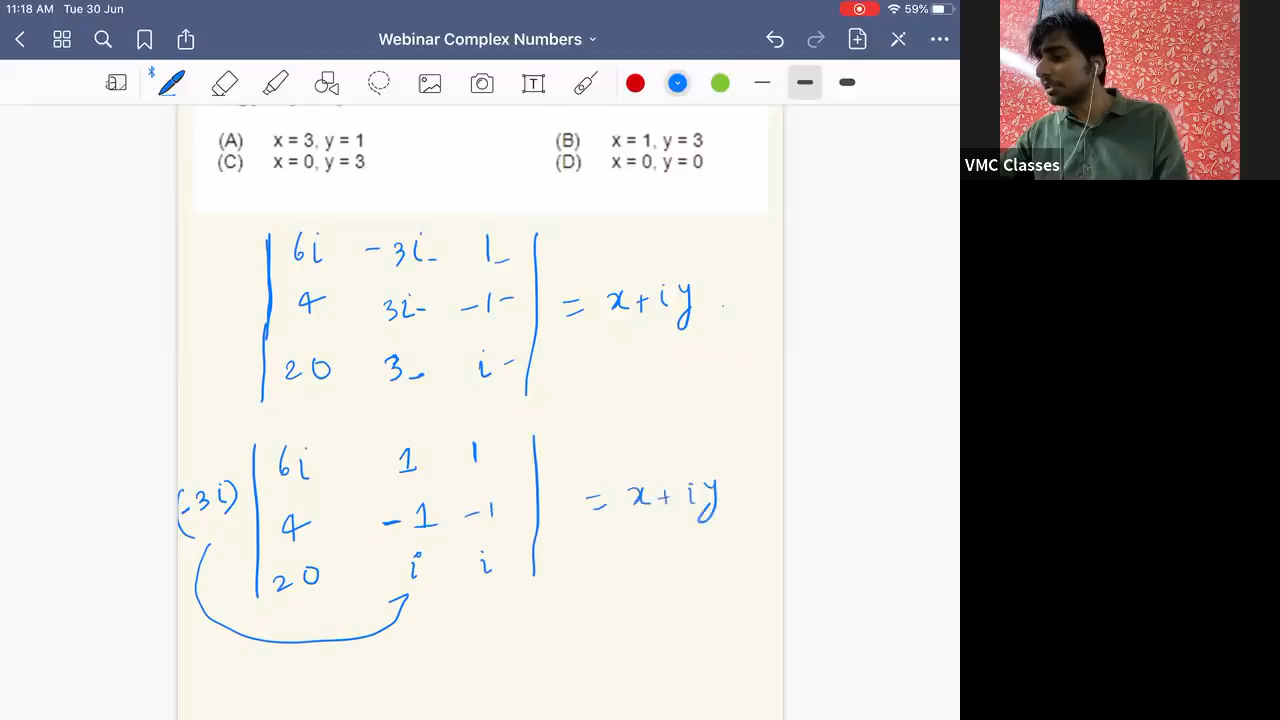 11:18 AM Tue 30 Jun 59%
Webinar Complex Numbers
T
VMC Classes
(A) x = 3, y = 1 (B) x = 1, y = 3
(C) x = 0, y = 3 (D) x = 0, y = 0
6i -3i 1
4 3i -1 = x + iy
20 3 i
6i 1 1
(-3i) 4 -1 -1 = x + iy
20 i i